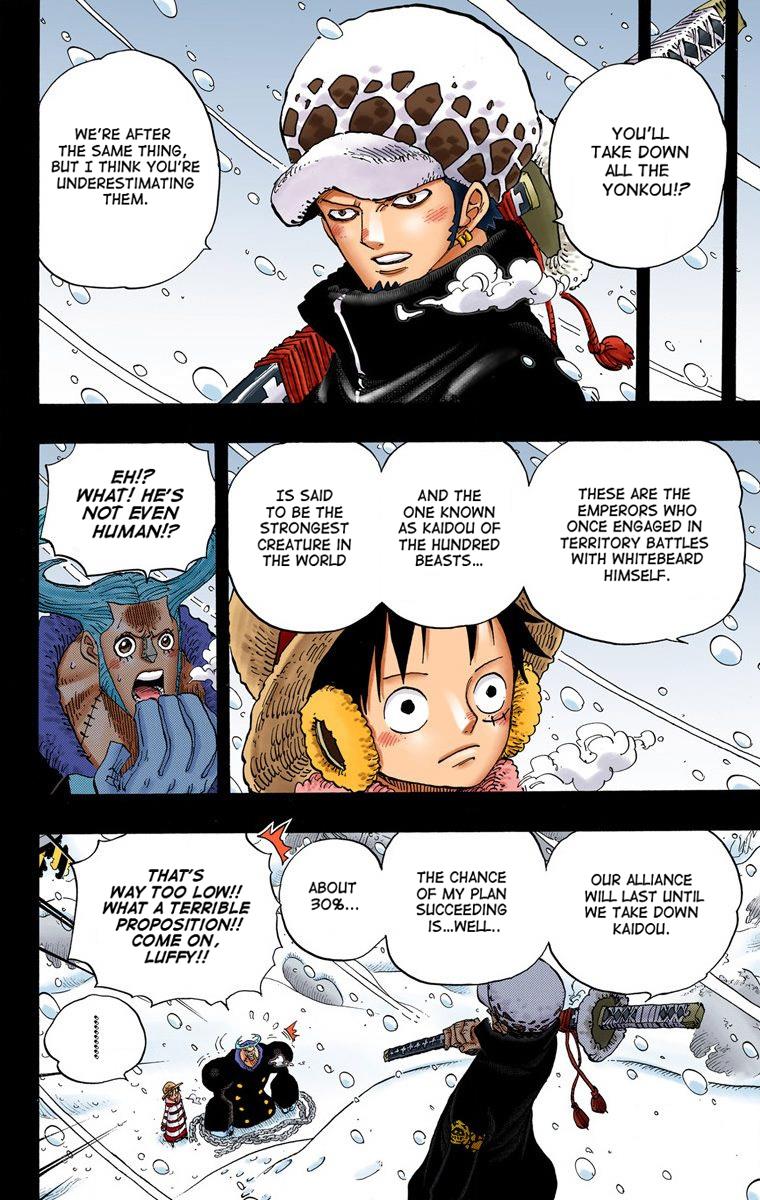 YOU'LL
TAKE DOWN
ALL THE
YONKOU!?
WE'RE AFTER
THE SAME THING,
BUT I THINK YOU'RE
UNDERESTIMATING
THEM.
THESE ARE THE
EMPERORS WHO
ONCE ENGAGED IN
TERRITORY BATTLES
WITH WHITEBEARD
HIMSELF.
AND THE
ONE KNOWN
AS KAIDOU OF
THE HUNDRED
BEASTS...
IS SAID
TO BE THE
STRONGEST
CREATURE IN
THE WORLD
EH!?
WHAT! HE'S
NOT EVEN
HUMAN!?
OUR ALLIANCE
WILL LAST UNTIL
WE TAKE DOWN
KAIDOU.
THE CHANCE
OF MY PLAN
SUCCEEDING
IS...WELL..
ABOUT
30%...
THAT'S
WAY TOO LOW!!
WHAT A TERRIBLE
PROPOSITION!!
COME ON,
LUFFY!!
.........